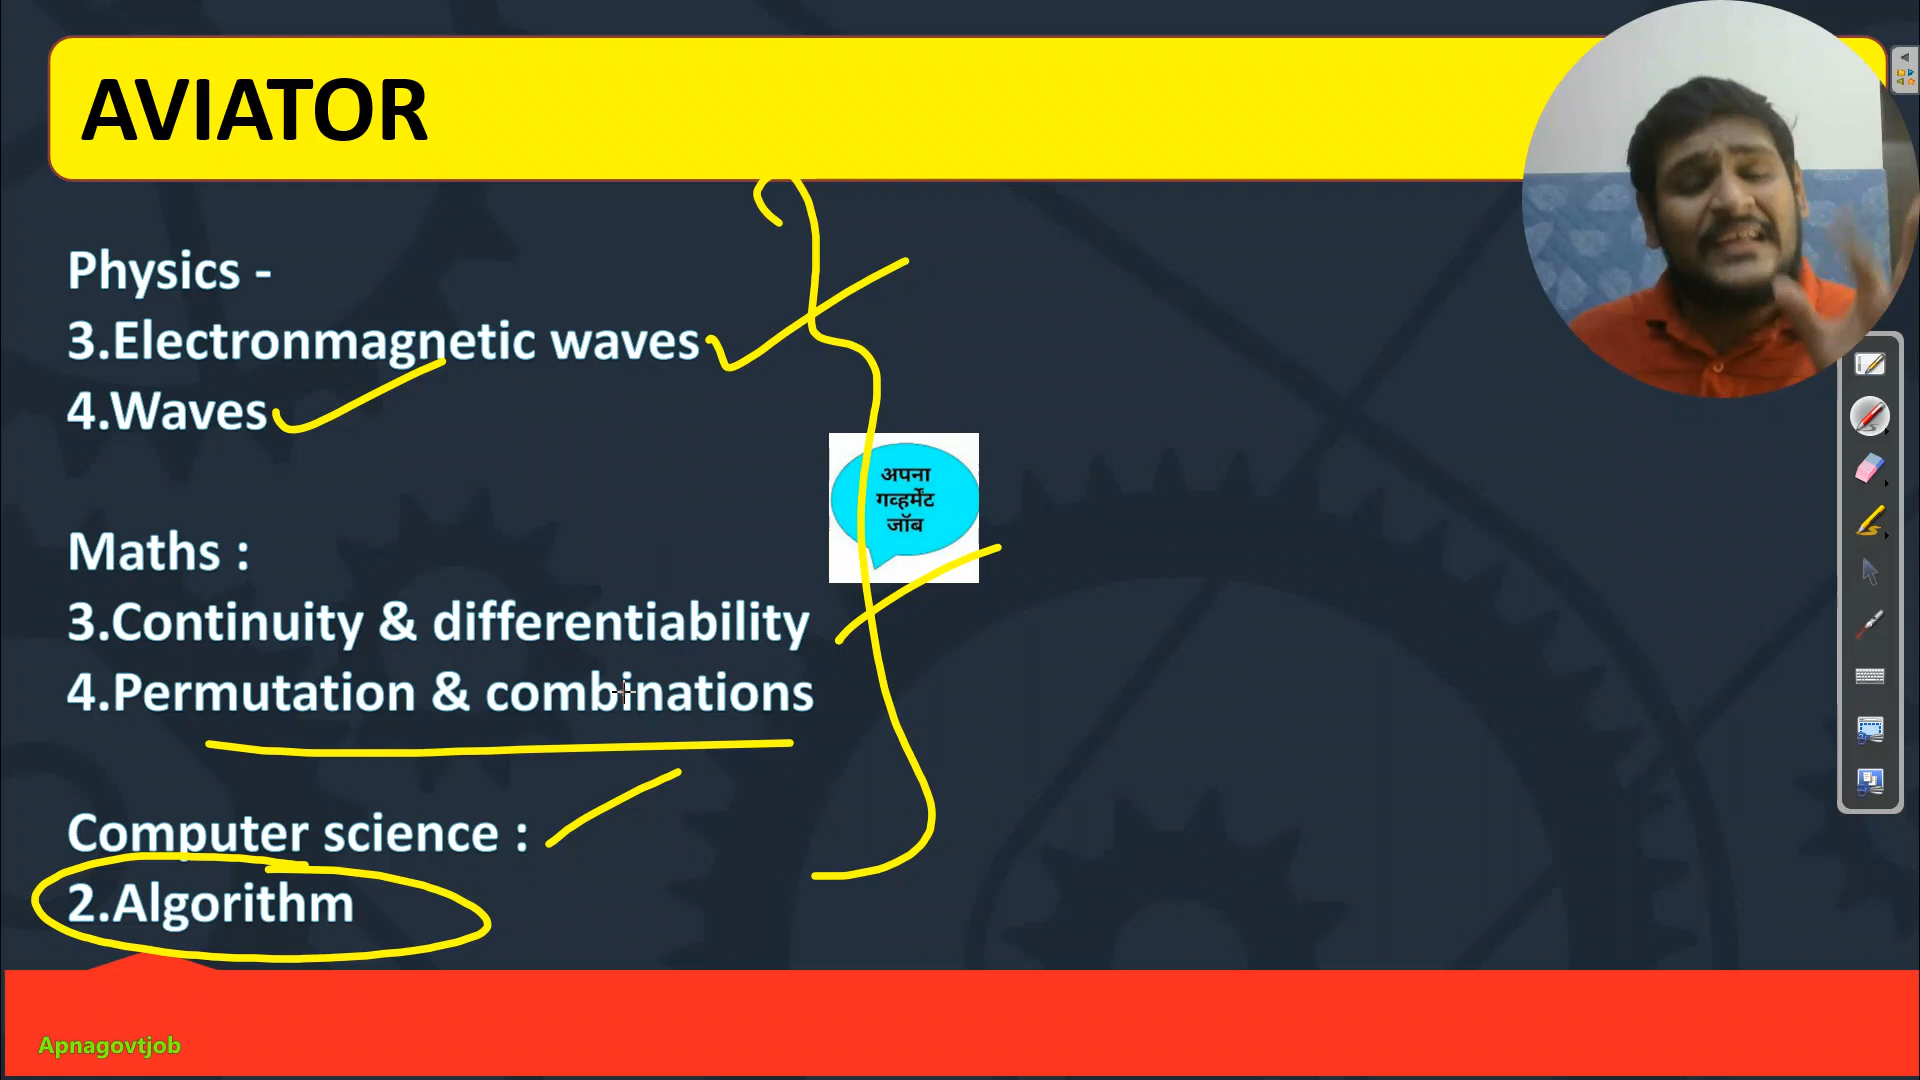 AVIATOR
Physics -
3.Electronmagnetic waves
4.Waves
अपना
गव्हर्मेंट
जॉब
Maths :
3.Continuity & differentiability
4.Permutation & combinations
Computer science :
2.Algorithm
Apnagovtjob